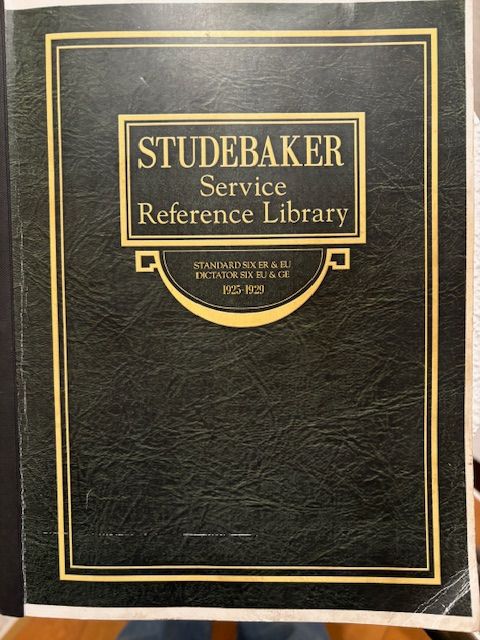 STUDEBAKER
Service
Reference Library
STANDARD SIX ER & EU
DICTATOR SIX EU & GE
1925-1929